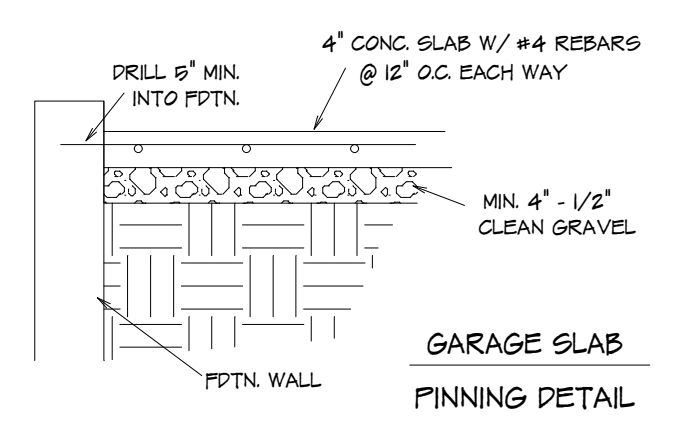 4" CONC. SLAB W/ #4 REBARS
@ 12" O.C. EACH WAY
DRILL 5" MIN.
INTO FDTN.
MIN. 4" - 1/2"
CLEAN GRAVEL
FDTN. WALL
GARAGE SLAB
PINNING DETAIL